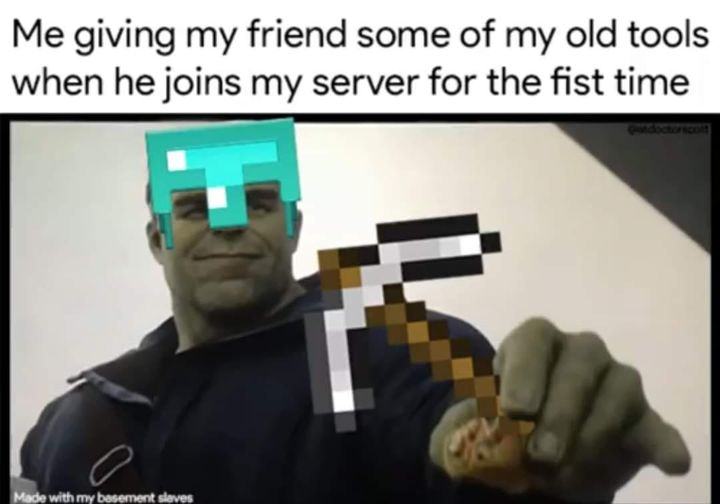 Me giving my friend some of my old tools
when he joins my server for the fist time
@stdoctorscott
Made with my basement slaves